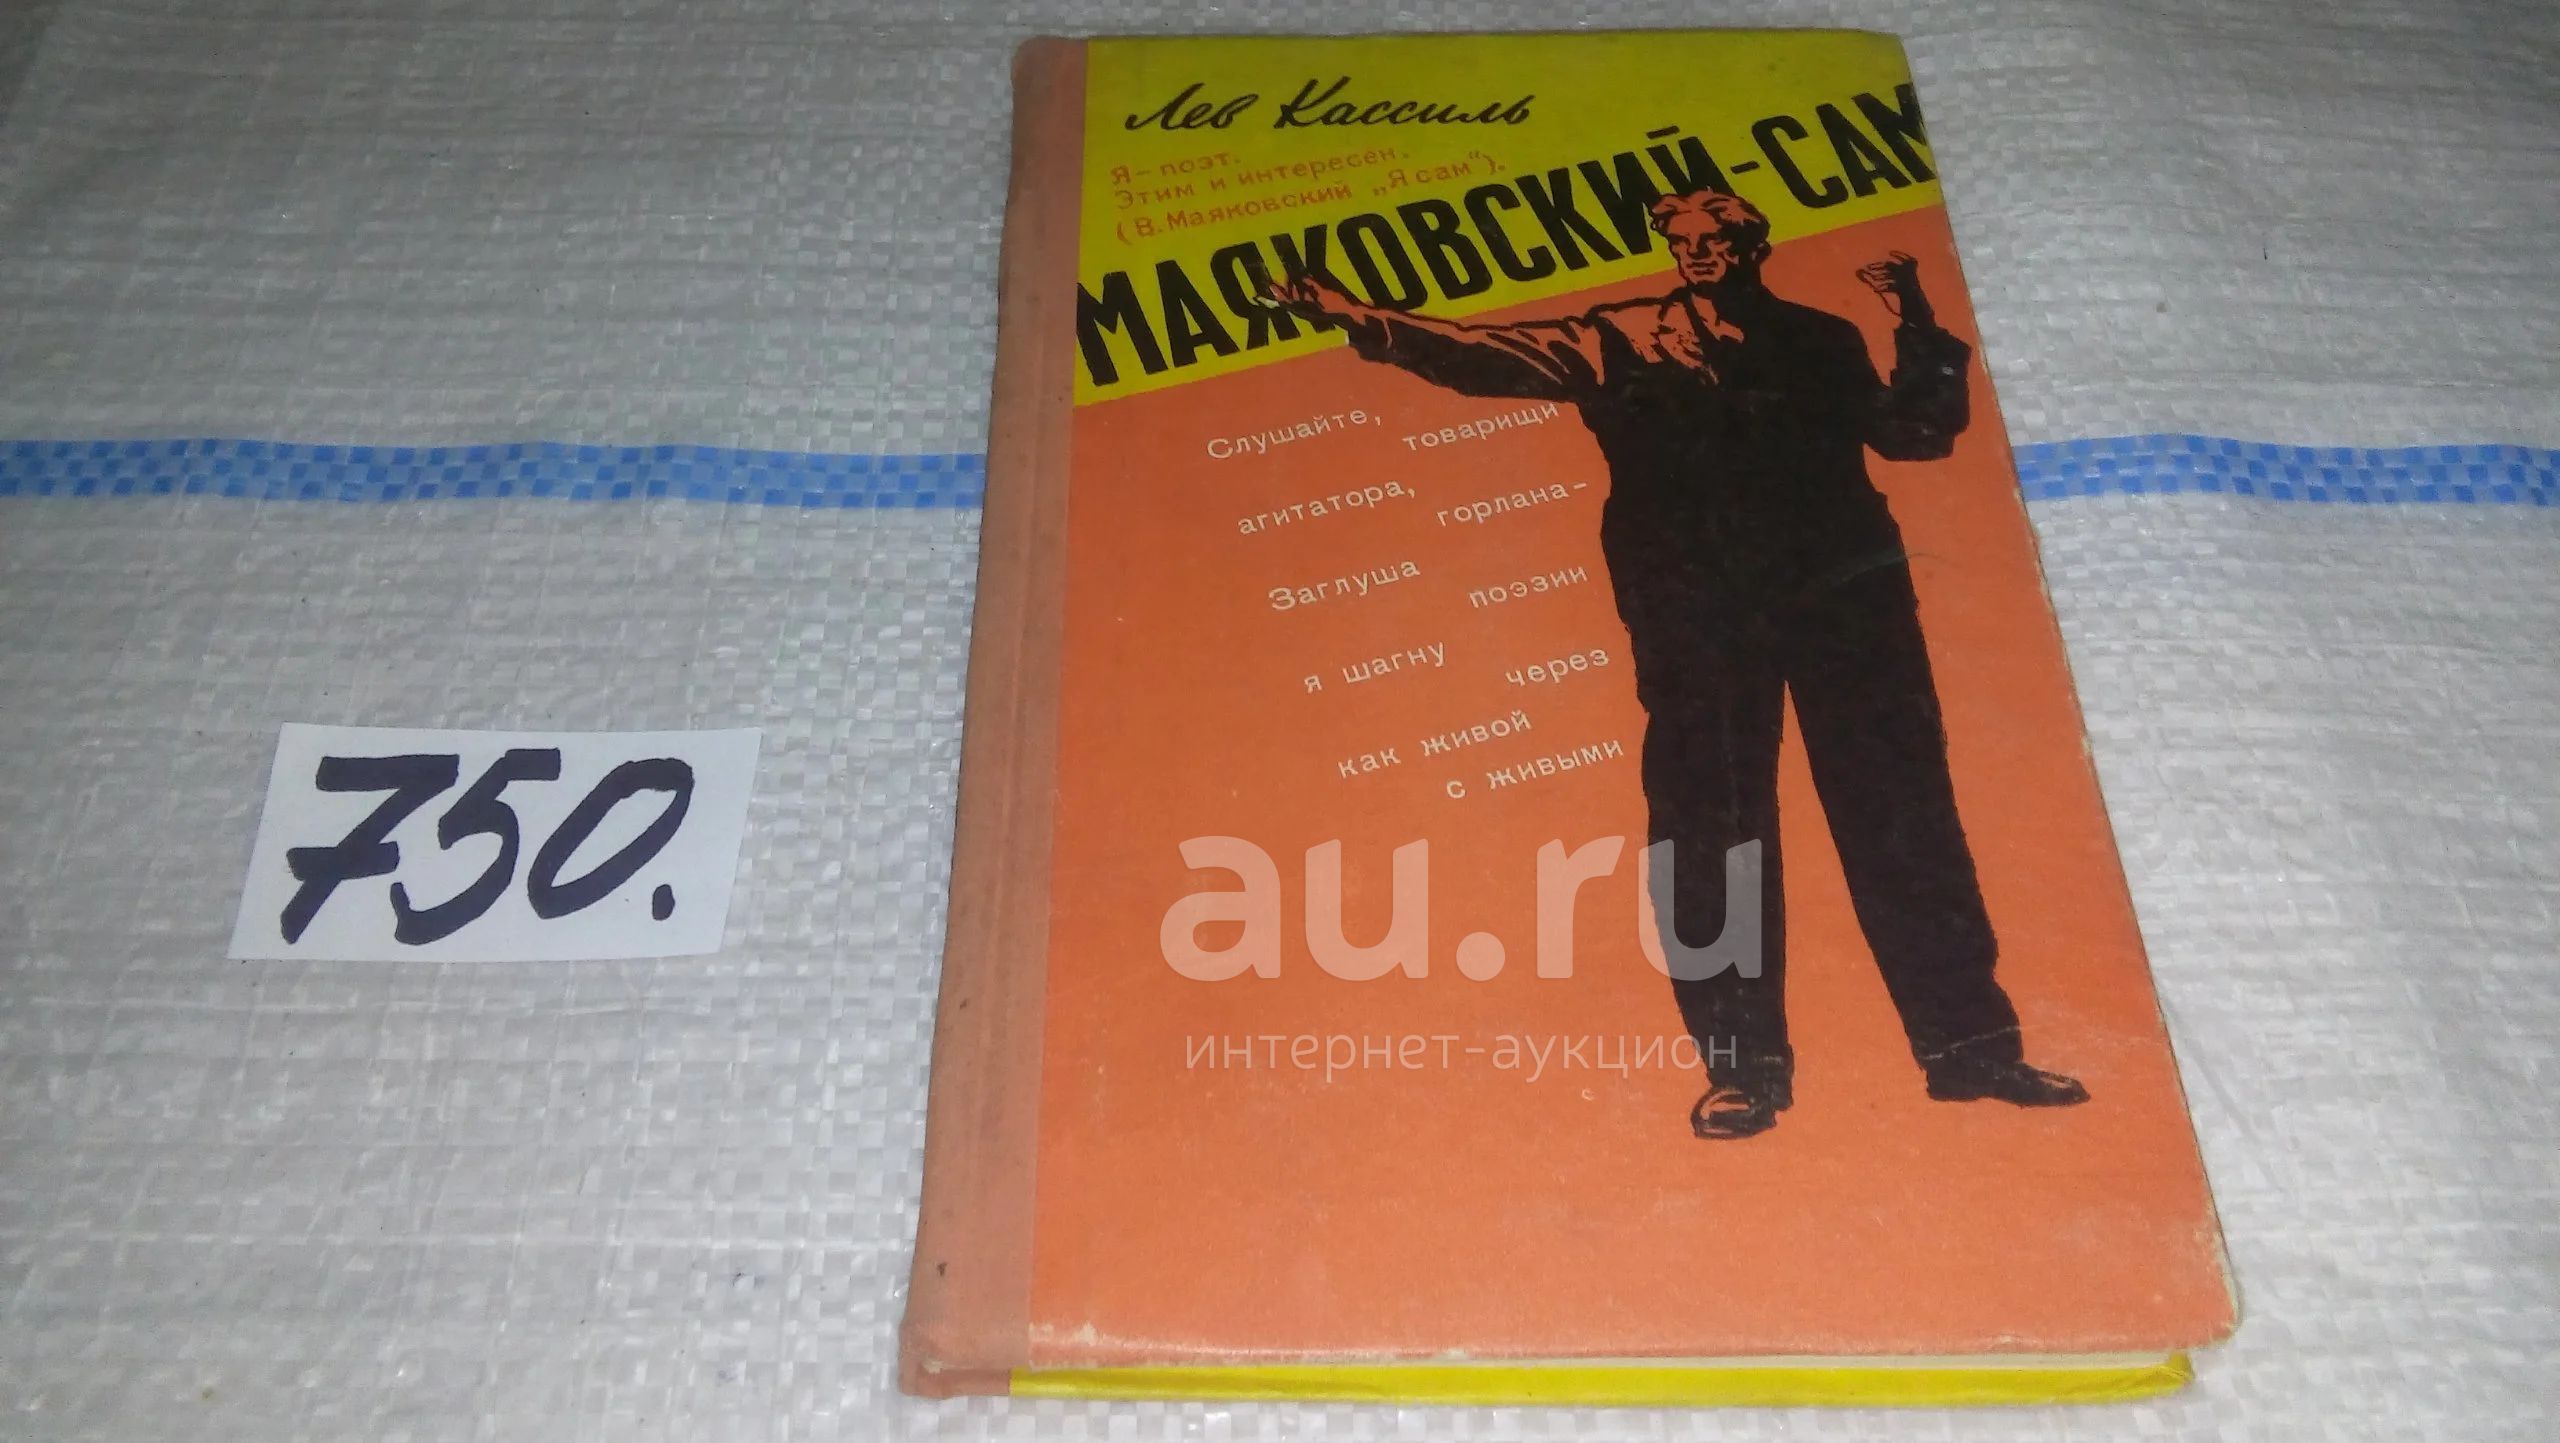 Лев Кассиль
Я - поэт.
Этим и интересен.
(В. Маяковский „Я сам").
МАЯКОВСКИЙ-САМ
Слушайте,
товарищи
агитатора,
горлана-
Заглуша
поэзии
я шагну
через
как живой
с живыми
750.
au.ru
интернет-аукцион